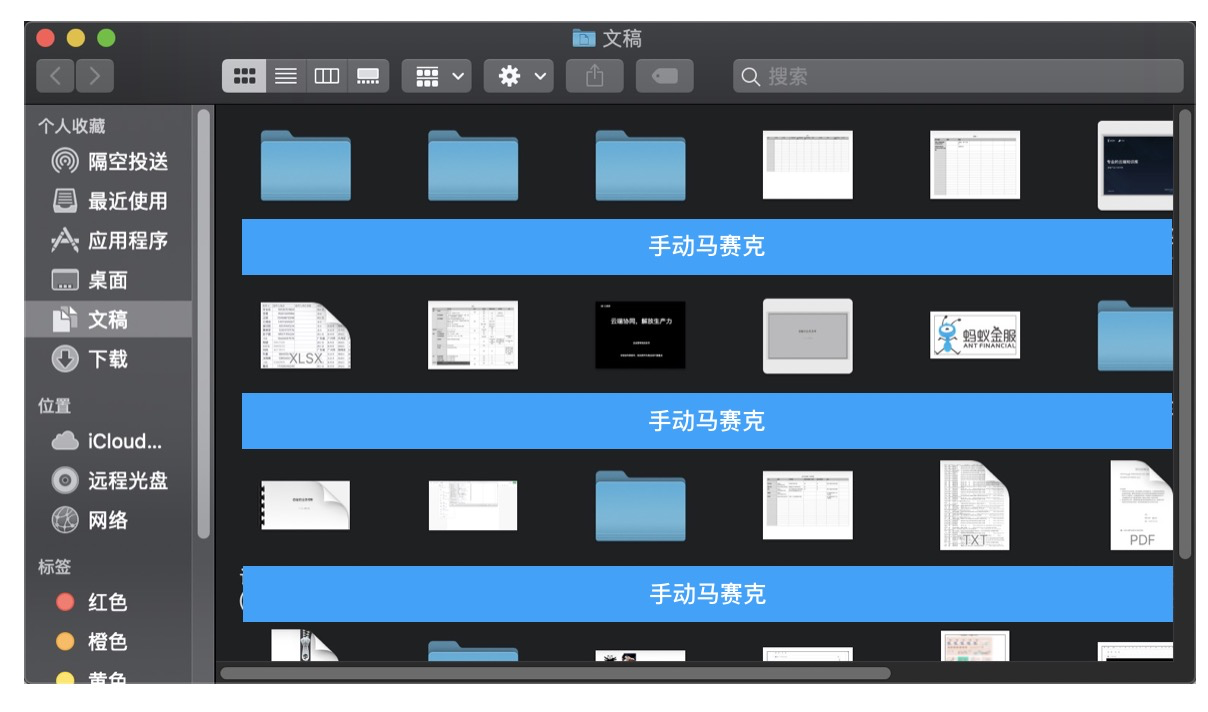 文稿
搜索
个人收藏
隔空投送
最近使用
应用程序
桌面
文稿
下载
位置
iCloud...
远程光盘
网络
标签
红色
橙色
黄色
手动马赛克
XLSX
云端协同，解放生产力
蚂蚁金服
ANT FINANCIAL
手动马赛克
TXT
PDF
手动马赛克